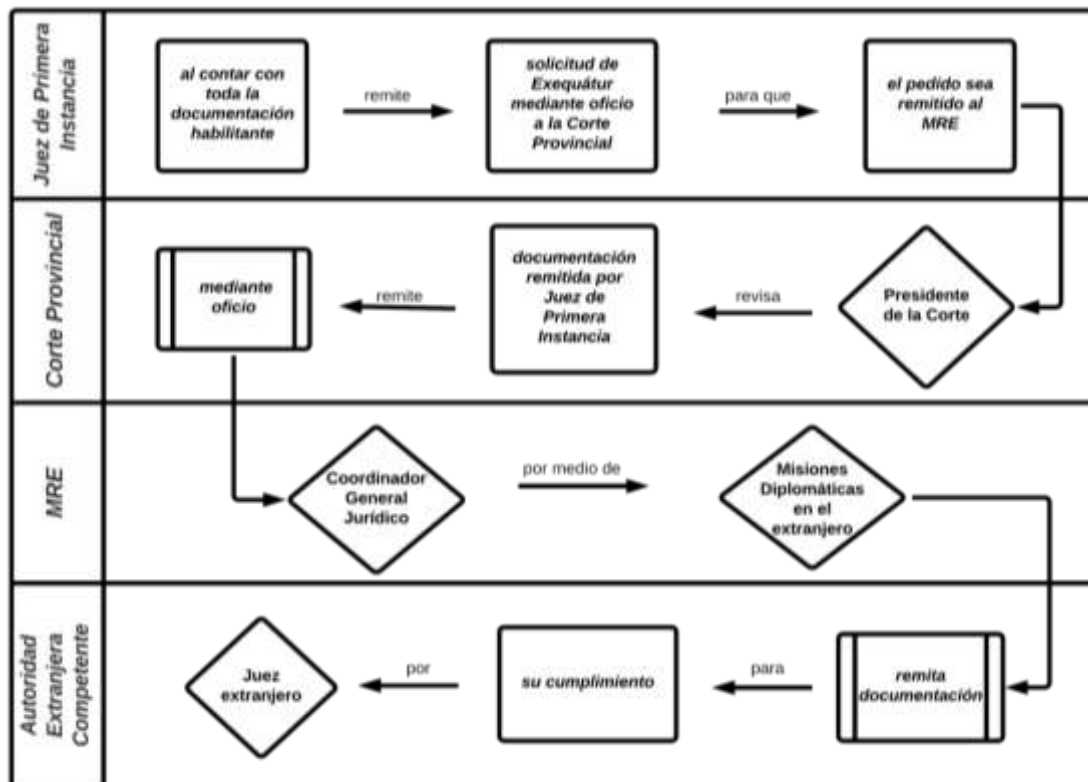 Juez de Primera
Instancia
al contar con
toda la
documentación
habilitante
remite
solicitud de
Exequátur
mediante oficio
a la Corte
Provincial
para que
el pedido sea
remitido al
MRE
Corte Provincial
Presidente
de la Corte
revisa
documentación
remitida por
Juez de
Primera
Instancia
remite
mediante
oficio
MRE
Coordinador
General
Jurídico
por medio de
Misiones
Diplomáticas
en el
extranjero
Autoridad
Extranjera
Competente
remita
documentación
para
su cumplimiento
por
Juez
extranjero